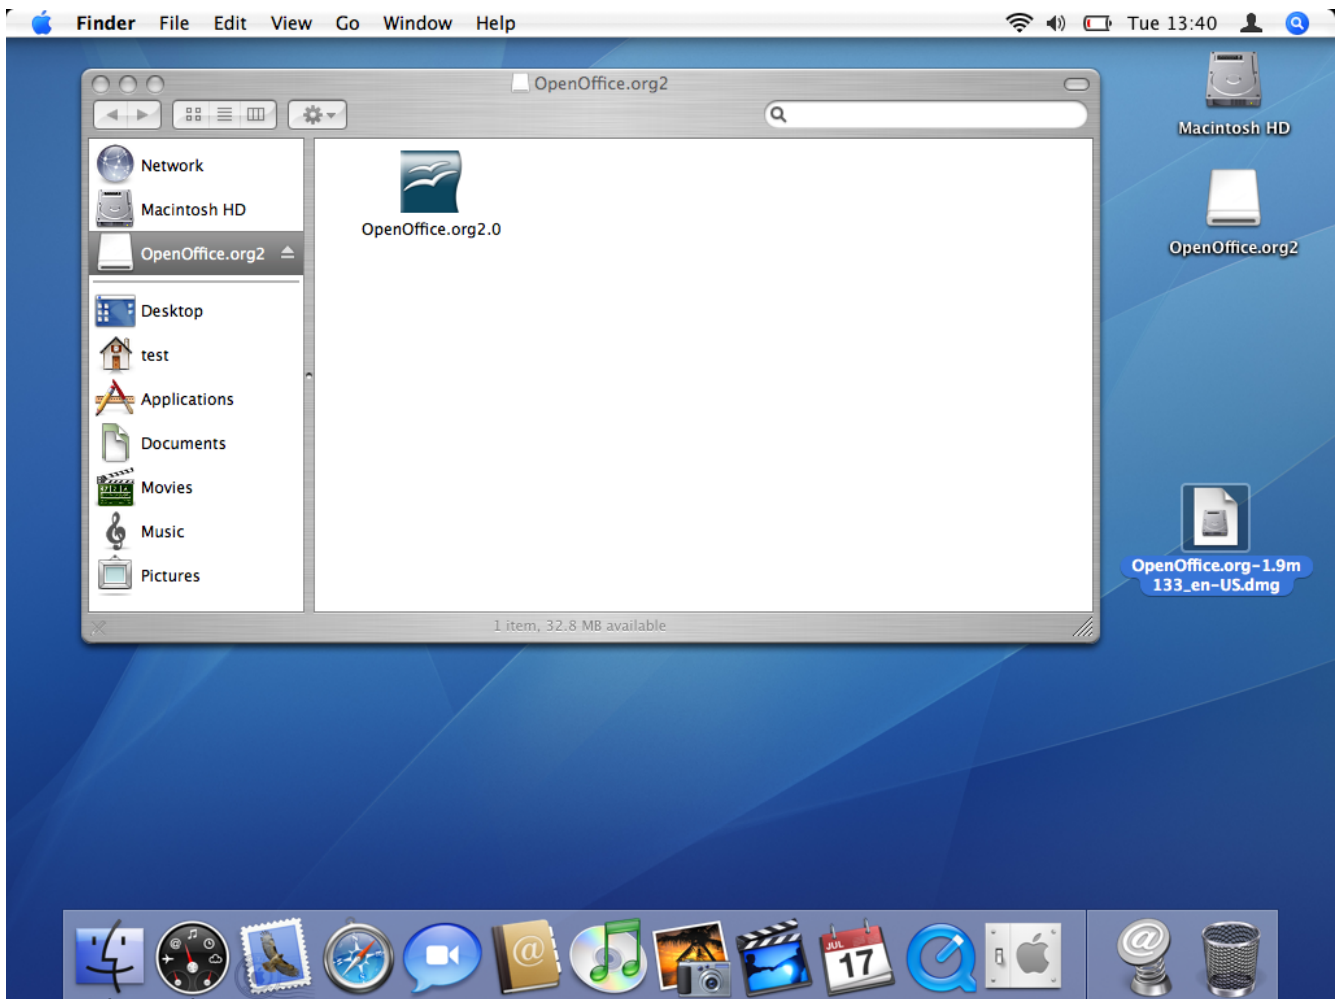 Finder File Edit View Go Window Help Tue 13:40
OpenOffice.org2
Network
Macintosh HD
OpenOffice.org2
Desktop
test
Applications
Documents
Movies
Music
Pictures
OpenOffice.org2.0
1 item, 32.8 MB available
Macintosh HD
OpenOffice.org2
OpenOffice.org-1.9m
133_en-US.dmg
@
@
JUL
17
@